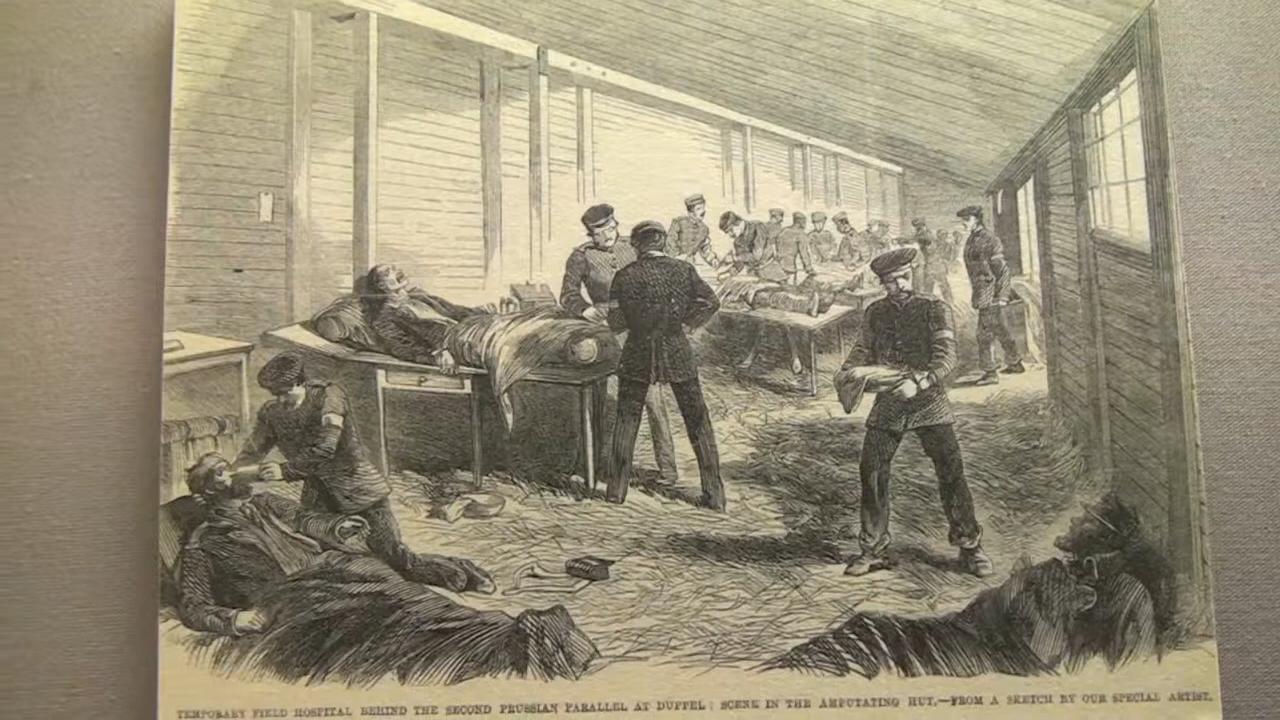 TEMPORARY FIELD HOSPITAL BEHIND THE SECOND PRUSSIAN PARALLEL AT DUPPEL: SCENE IN THE AMPUTATING HUT.—FROM A SKETCH BY OUR SPECIAL ARTIST.